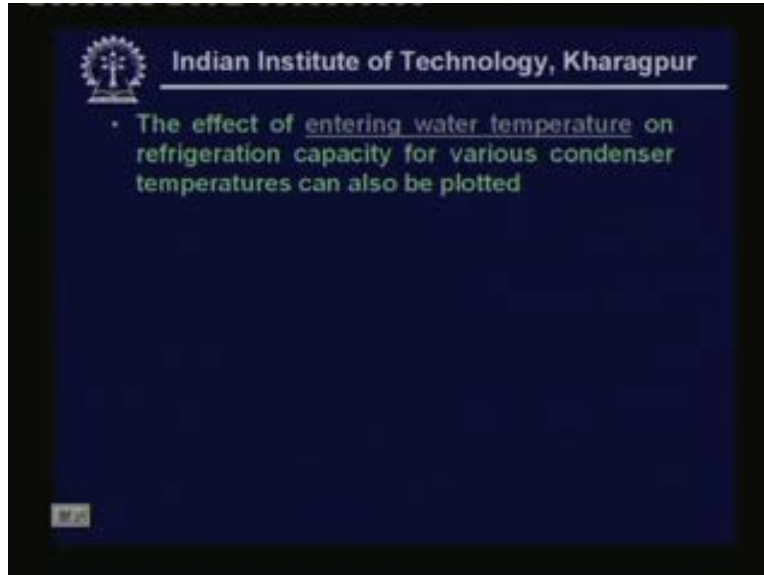 Indian Institute of Technology, Kharagpur
• The effect of entering water temperature on
refrigeration capacity for various condenser
temperatures can also be plotted